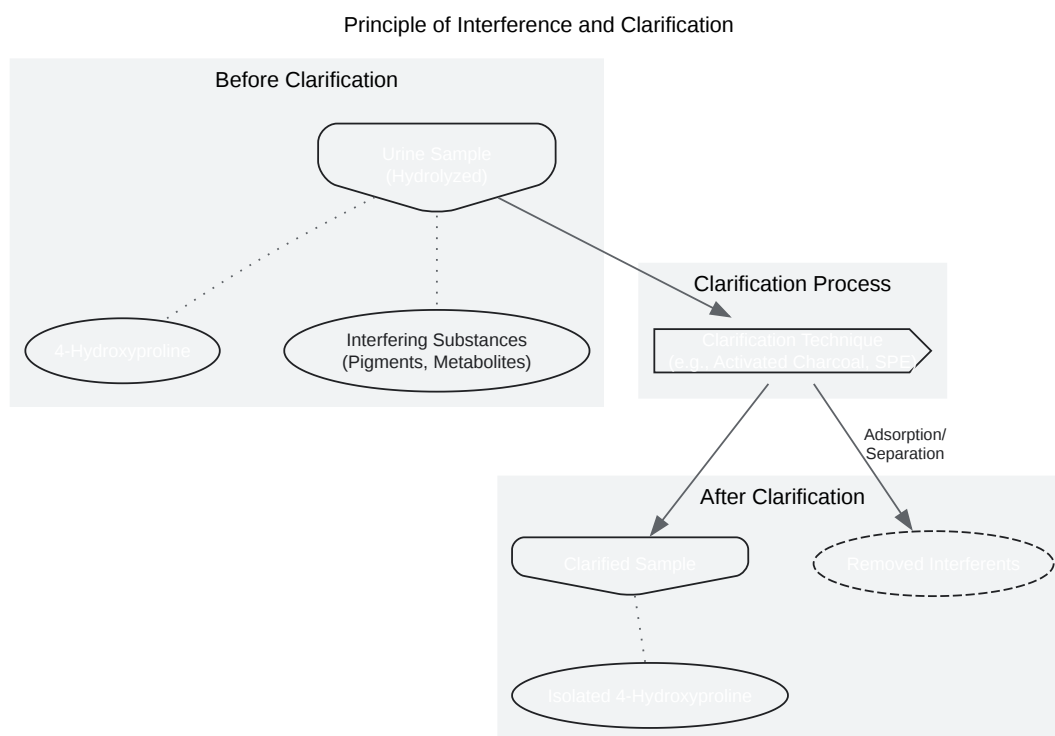 Principle of Interference and Clarification
Before Clarification
Urine Sample
(Hydrolyzed)
4-Hydroxyproline
Interfering Substances
(Pigments, Metabolites)
Clarification Process
Clarification Technique
(e.g., Activated Charcoal, SPE)
Adsorption/
Separation
After Clarification
Clarified Sample
Removed Interferents
Isolated 4-Hydroxyproline